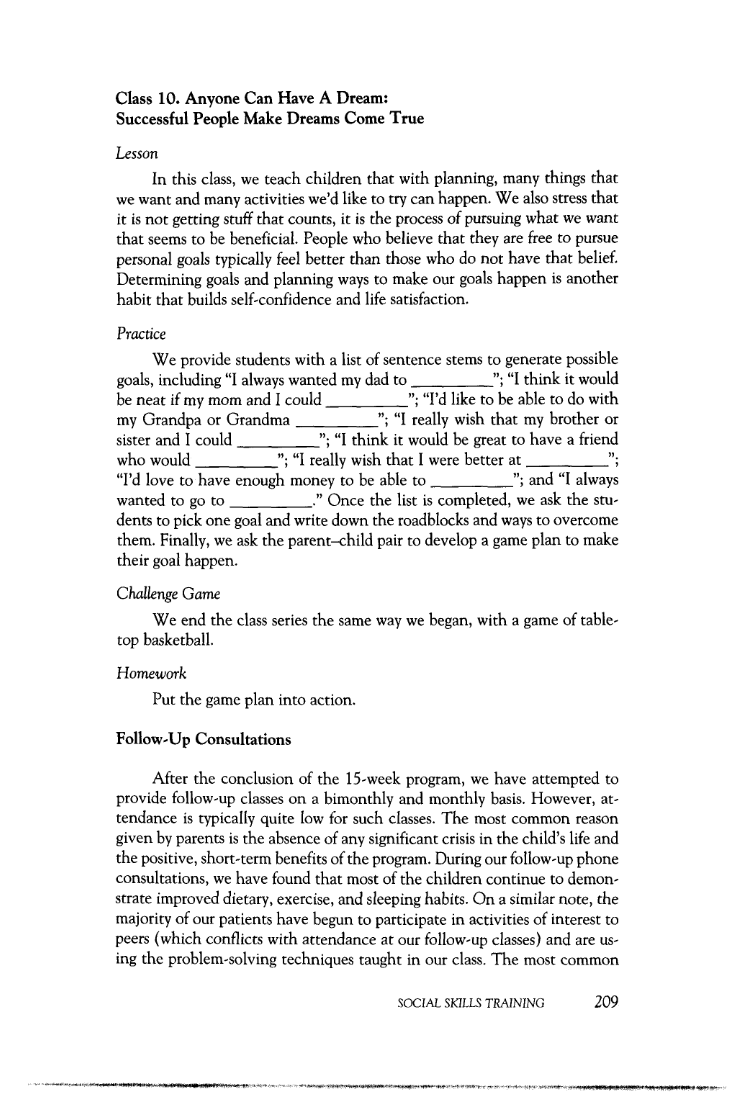 Class 10. Anyone Can Have A Dream:
Successful People Make Dreams Come True
Lesson
In this class, we teach children that with planning, many things that
we want and many activities we'd like to try can happen. We also stress that
it is not getting stuff that counts, it is the process of pursuing what we want
that seems to be beneficial. People who believe that they are free to pursue
personal goals typically feel better than those who do not have that belief.
Determining goals and planning ways to make our goals happen is another
habit that builds self-confidence and life satisfaction.
Practice
We provide students with a list of sentence stems to generate possible
goals, including “I always wanted my dad to __________”; “I think it would
be neat if my mom and I could __________”; “I'd like to be able to do with
my Grandpa or Grandma __________”; “I really wish that my brother or
sister and I could __________”; “I think it would be great to have a friend
who would __________”; “I really wish that I were better at __________”;
“I'd love to have enough money to be able to __________”; and “I always
wanted to go to __________.” Once the list is completed, we ask the stu-
dents to pick one goal and write down the roadblocks and ways to overcome
them. Finally, we ask the parent–child pair to develop a game plan to make
their goal happen.
Challenge Game
We end the class series the same way we began, with a game of table-
top basketball.
Homework
Put the game plan into action.
Follow-Up Consultations
After the conclusion of the 15-week program, we have attempted to
provide follow-up classes on a bimonthly and monthly basis. However, at-
tendance is typically quite low for such classes. The most common reason
given by parents is the absence of any significant crisis in the child's life and
the positive, short-term benefits of the program. During our follow-up phone
consultations, we have found that most of the children continue to demon-
strate improved dietary, exercise, and sleeping habits. On a similar note, the
majority of our patients have begun to participate in activities of interest to
peers (which conflicts with attendance at our follow-up classes) and are us-
ing the problem-solving techniques taught in our class. The most common
SOCIAL SKILLS TRAINING 209